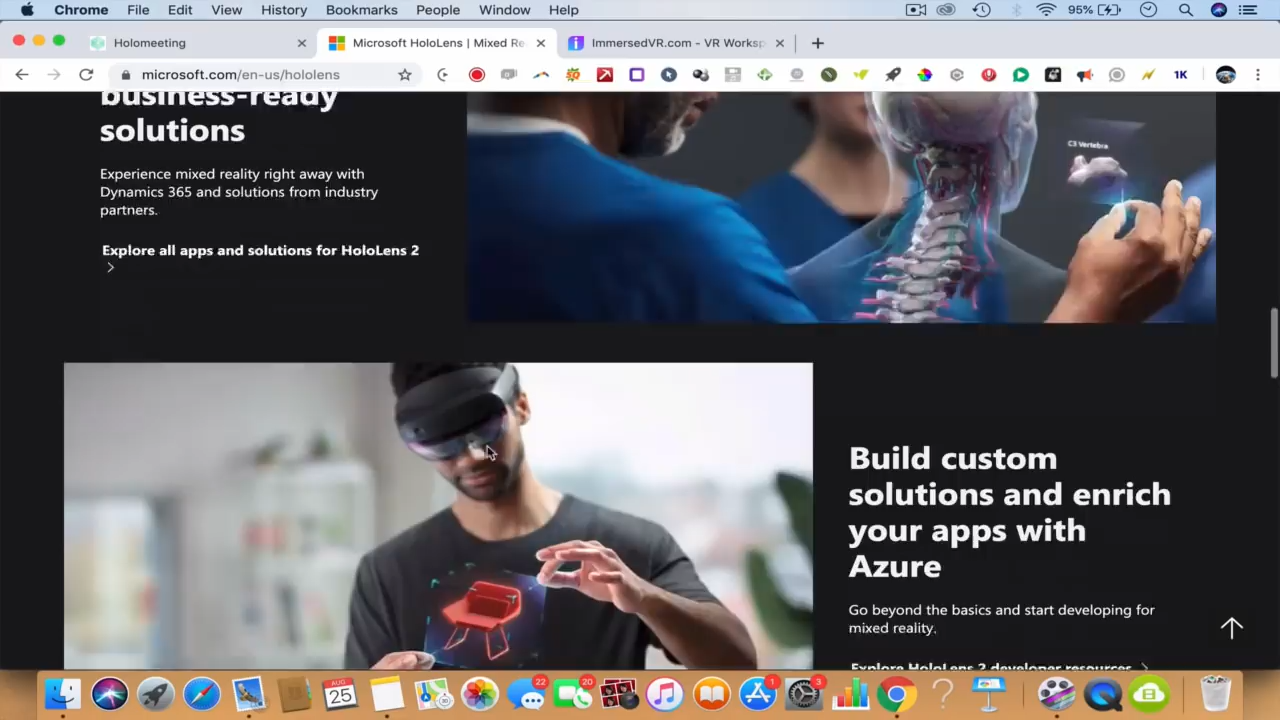 Chrome File Edit View History Bookmarks People Window Help 95%
Holomeeting
Microsoft HoloLens | Mixed Re
ImmersedVR.com - VR Worksp
microsoft.com/en-us/hololens
1K
business-ready
solutions
Experience mixed reality right away with
Dynamics 365 and solutions from industry
partners.
Explore all apps and solutions for HoloLens 2
C3 Vertebra
Build custom
solutions and enrich
your apps with
Azure
Go beyond the basics and start developing for
mixed reality.
Explore HoloLens 2 developer resources
AUG
25
22
20
1
3